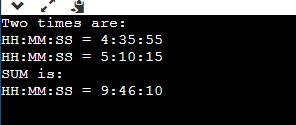 Two times are:
HH:MM:SS = 4:35:55
HH:MM:SS = 5:10:15
SUM is:
HH:MM:SS = 9:46:10